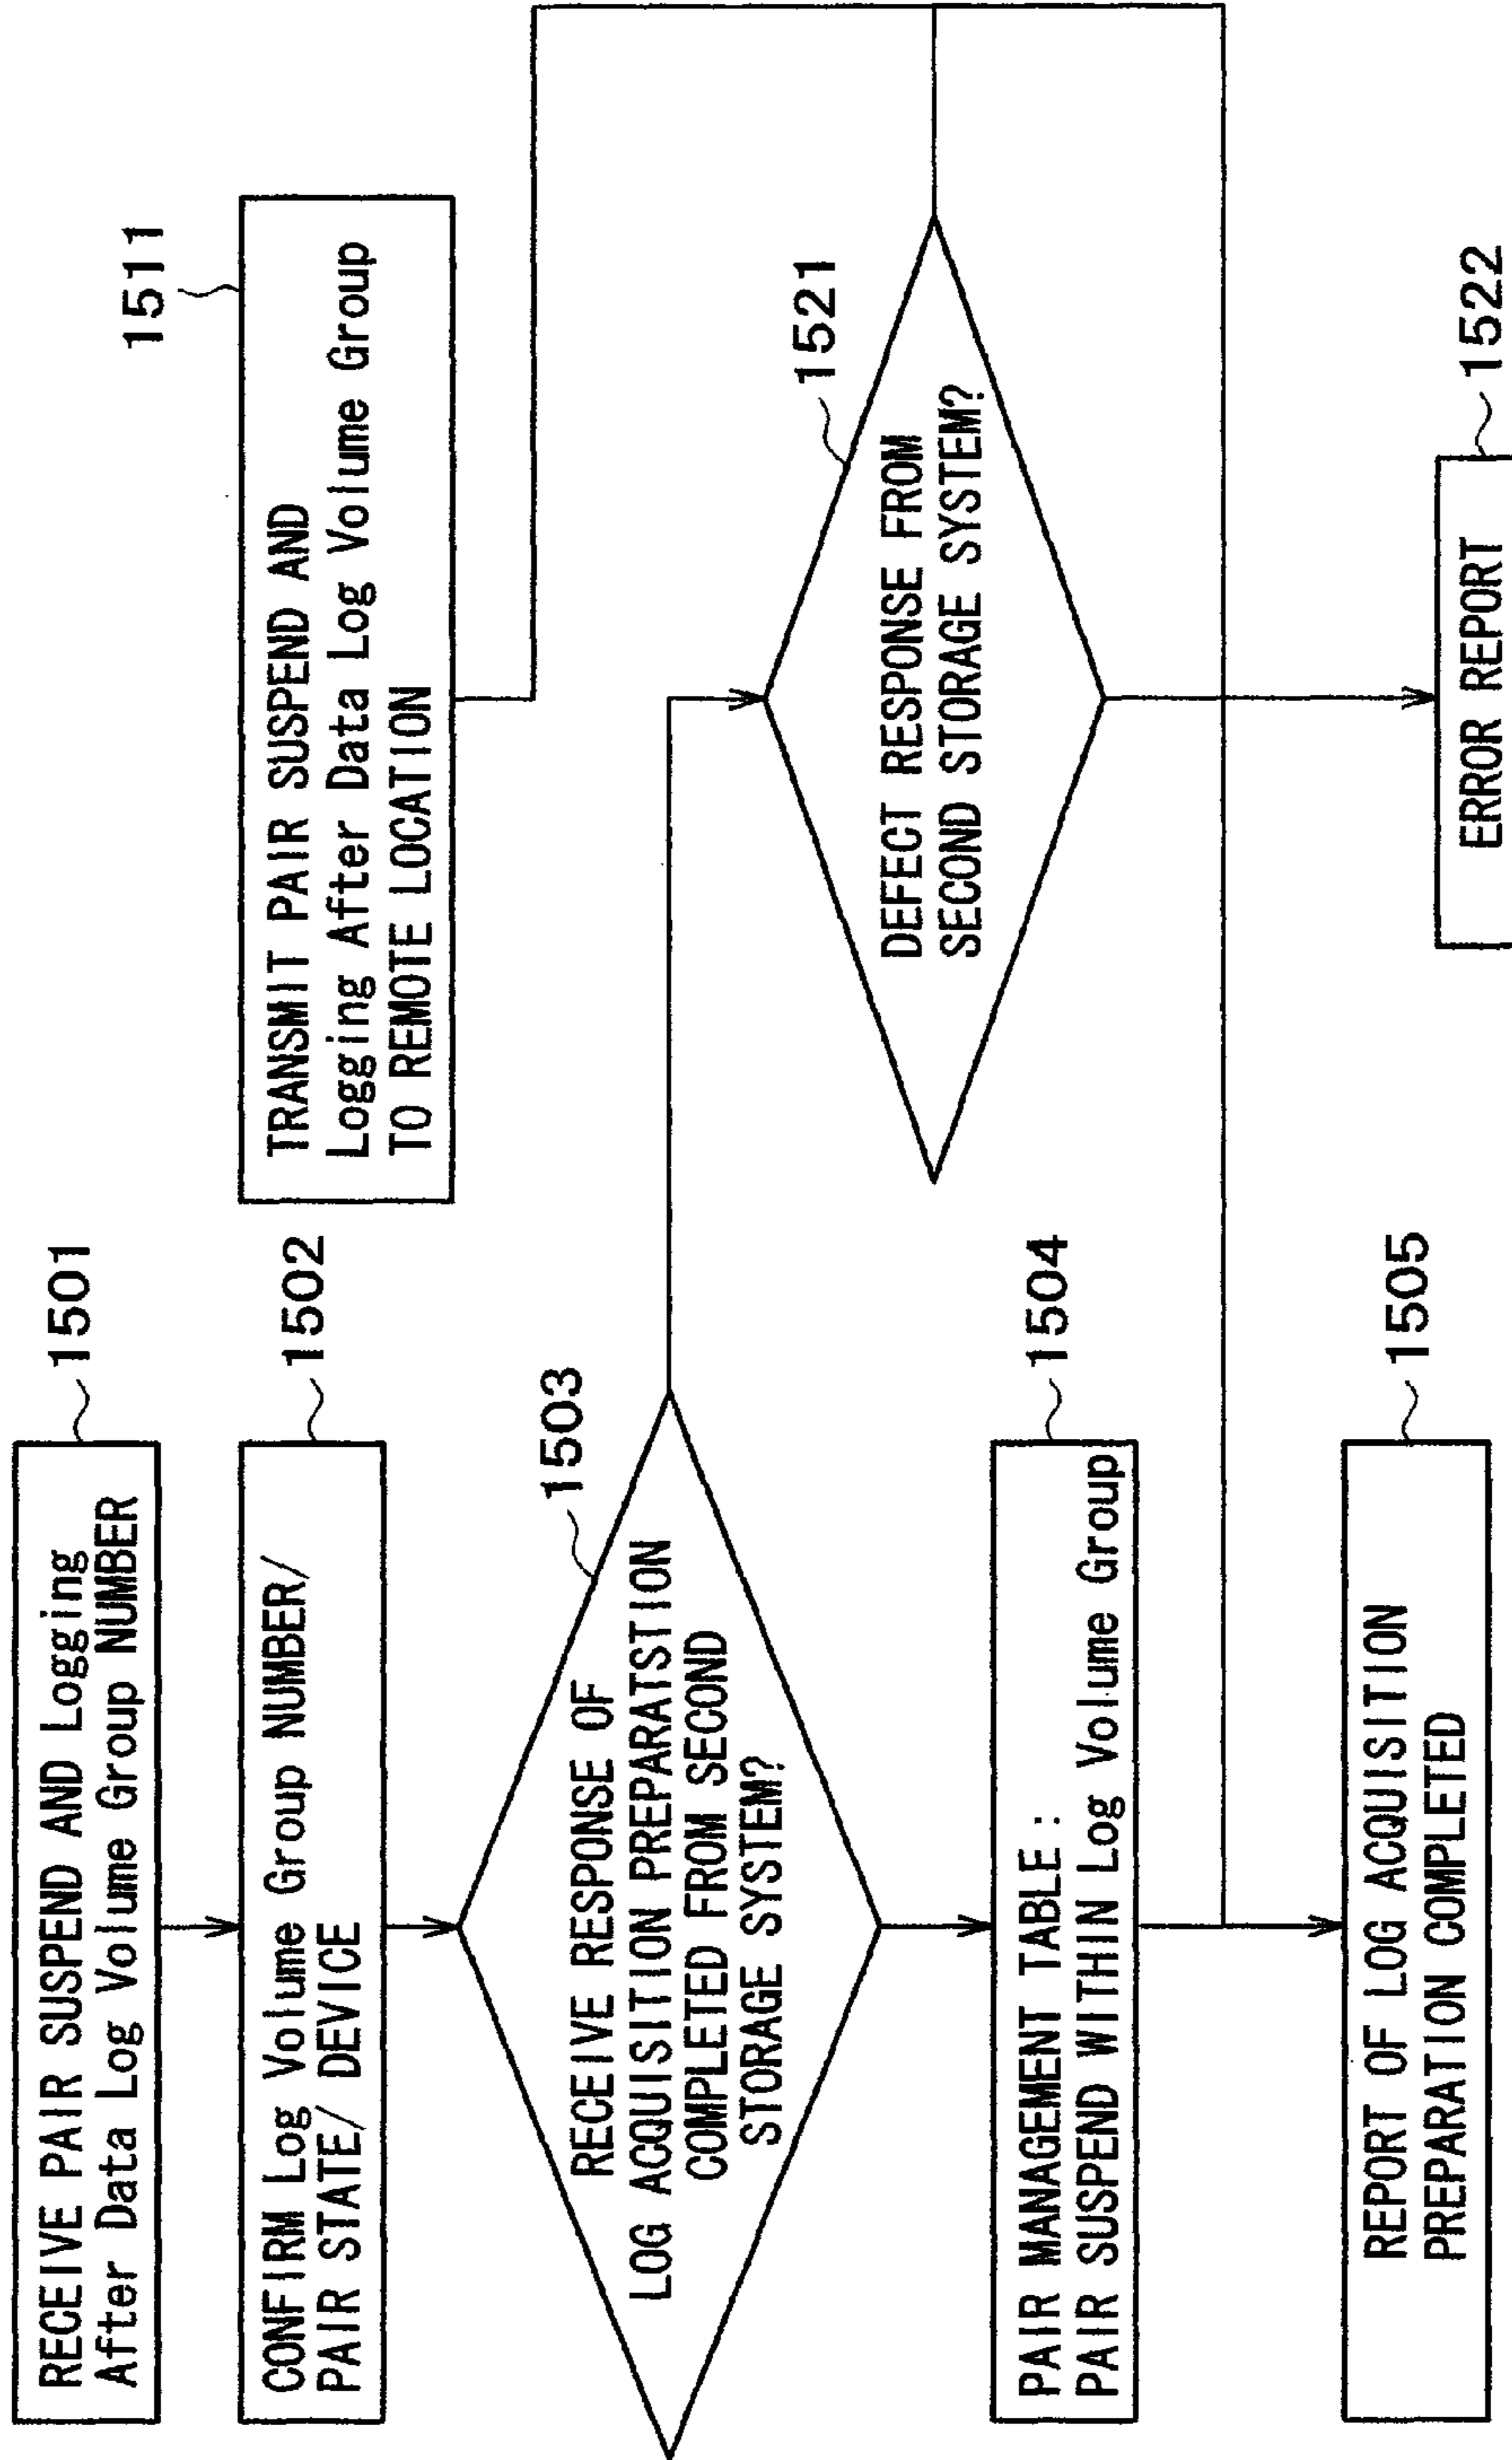 RECEIVE PAIR SUSPEND AND Logging
After Data Log Volume Group NUMBER
1501
CONFIRM Log Volume Group NUMBER/
PAIR STATE/ DEVICE
1502
TRANSMIT PAIR SUSPEND AND
Logging After Data Log Volume Group
TO REMOTE LOCATION
1511
RECEIVE RESPONSE OF
LOG ACQUISITION PREPARATSTION
COMPLETED FROM SECOND
STORAGE SYSTEM?
1503
DEFECT RESPONSE FROM
SECOND STORAGE SYSTEM?
1521
PAIR MANAGEMENT TABLE:
PAIR SUSPEND WITHIN Log Volume Group
1504
REPORT OF LOG ACQUISITION
PREPARATION COMPLETED
1505
ERROR REPORT
1522